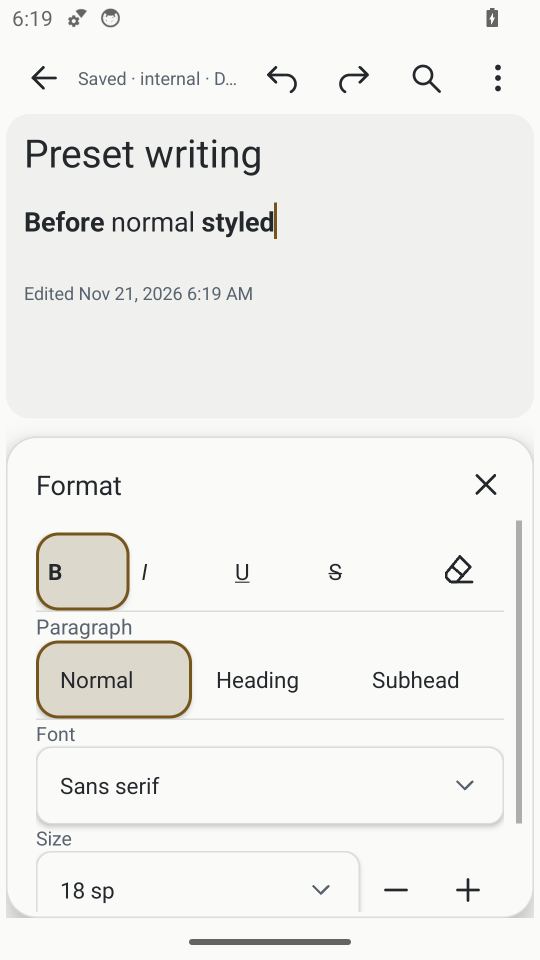 6:19
Saved · internal · D...
Preset writing
Before normal styled
Edited Nov 21, 2026 6:19 AM
Format
B I U S
Paragraph
Normal Heading Subhead
Font
Sans serif
Size
18 sp